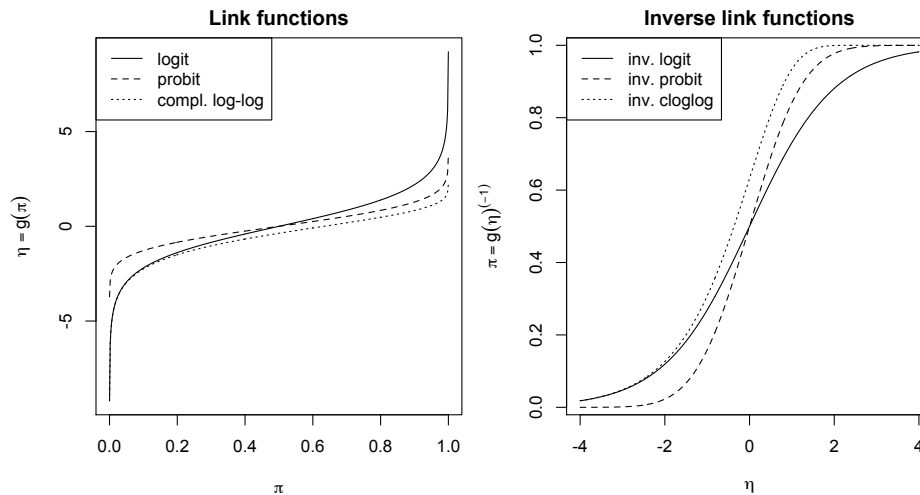 Link functions
logit
probit
compl. log-log
5
0
-5
η = g(π)
0.0 0.2 0.4 0.6 0.8 1.0
π
Inverse link functions
inv. logit
inv. probit
inv. cloglog
1.0
0.8
0.6
0.4
0.2
0.0
π = g(η)^(-1)
-4 -2 0 2 4
η